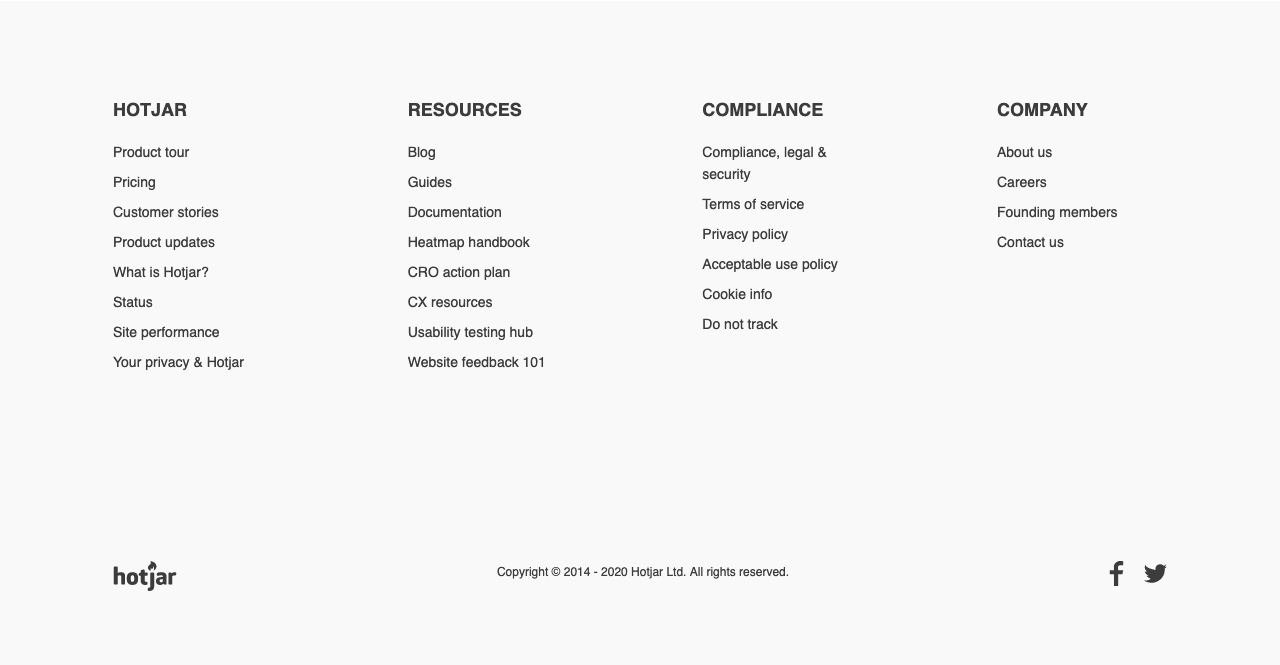 HOTJAR
Product tour
Pricing
Customer stories
Product updates
What is Hotjar?
Status
Site performance
Your privacy & Hotjar
RESOURCES
Blog
Guides
Documentation
Heatmap handbook
CRO action plan
CX resources
Usability testing hub
Website feedback 101
COMPLIANCE
Compliance, legal &
security
Terms of service
Privacy policy
Acceptable use policy
Cookie info
Do not track
COMPANY
About us
Careers
Founding members
Contact us
hotjar
Copyright © 2014 - 2020 Hotjar Ltd. All rights reserved.